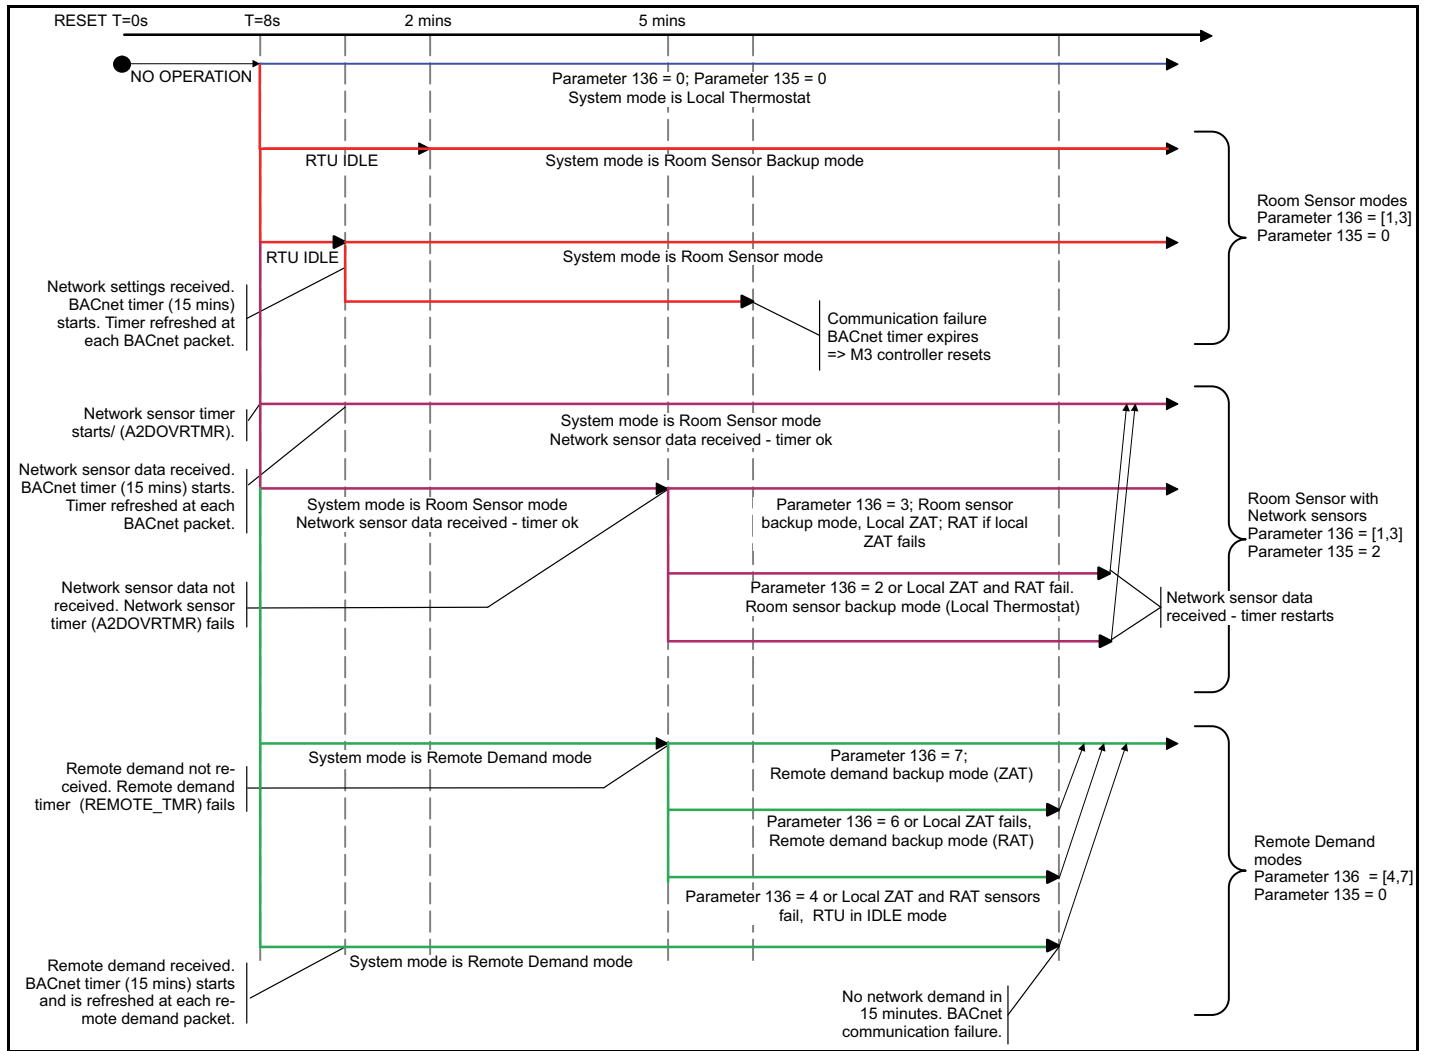 RESET T=0s
T=8s
2 mins
5 mins
NO OPERATION
Parameter 136 = 0; Parameter 135 = 0
System mode is Local Thermostat
RTU IDLE
System mode is Room Sensor Backup mode
Room Sensor modes
Parameter 136 = [1,3]
Parameter 135 = 0
RTU IDLE
System mode is Room Sensor mode
Network settings received.
BACnet timer (15 mins)
starts. Timer refreshed at
each BACnet packet.
Communication failure
BACnet timer expires
=> M3 controller resets
Network sensor timer
starts/ (A2DOVRTMR).
System mode is Room Sensor mode
Network sensor data received - timer ok
Network sensor data received.
BACnet timer (15 mins) starts.
Timer refreshed at each
BACnet packet.
System mode is Room Sensor mode
Network sensor data received - timer ok
Parameter 136 = 3; Room sensor
backup mode, Local ZAT; RAT if local
ZAT fails
Room Sensor with
Network sensors
Parameter 136 = [1,3]
Parameter 135 = 2
Network sensor data not
received. Network sensor
timer (A2DOVRTMR) fails
Parameter 136 = 2 or Local ZAT and RAT fail.
Room sensor backup mode (Local Thermostat)
Network sensor data
received - timer restarts
System mode is Remote Demand mode
Parameter 136 = 7;
Remote demand backup mode (ZAT)
Remote demand not re-
ceived. Remote demand
timer (REMOTE_TMR) fails
Parameter 136 = 6 or Local ZAT fails,
Remote demand backup mode (RAT)
Remote Demand
modes
Parameter 136 = [4,7]
Parameter 135 = 0
Parameter 136 = 4 or Local ZAT and RAT sensors
fail, RTU in IDLE mode
System mode is Remote Demand mode
Remote demand received.
BACnet timer (15 mins) starts
and is refreshed at each re-
mote demand packet.
No network demand in
15 minutes. BACnet
communication failure.